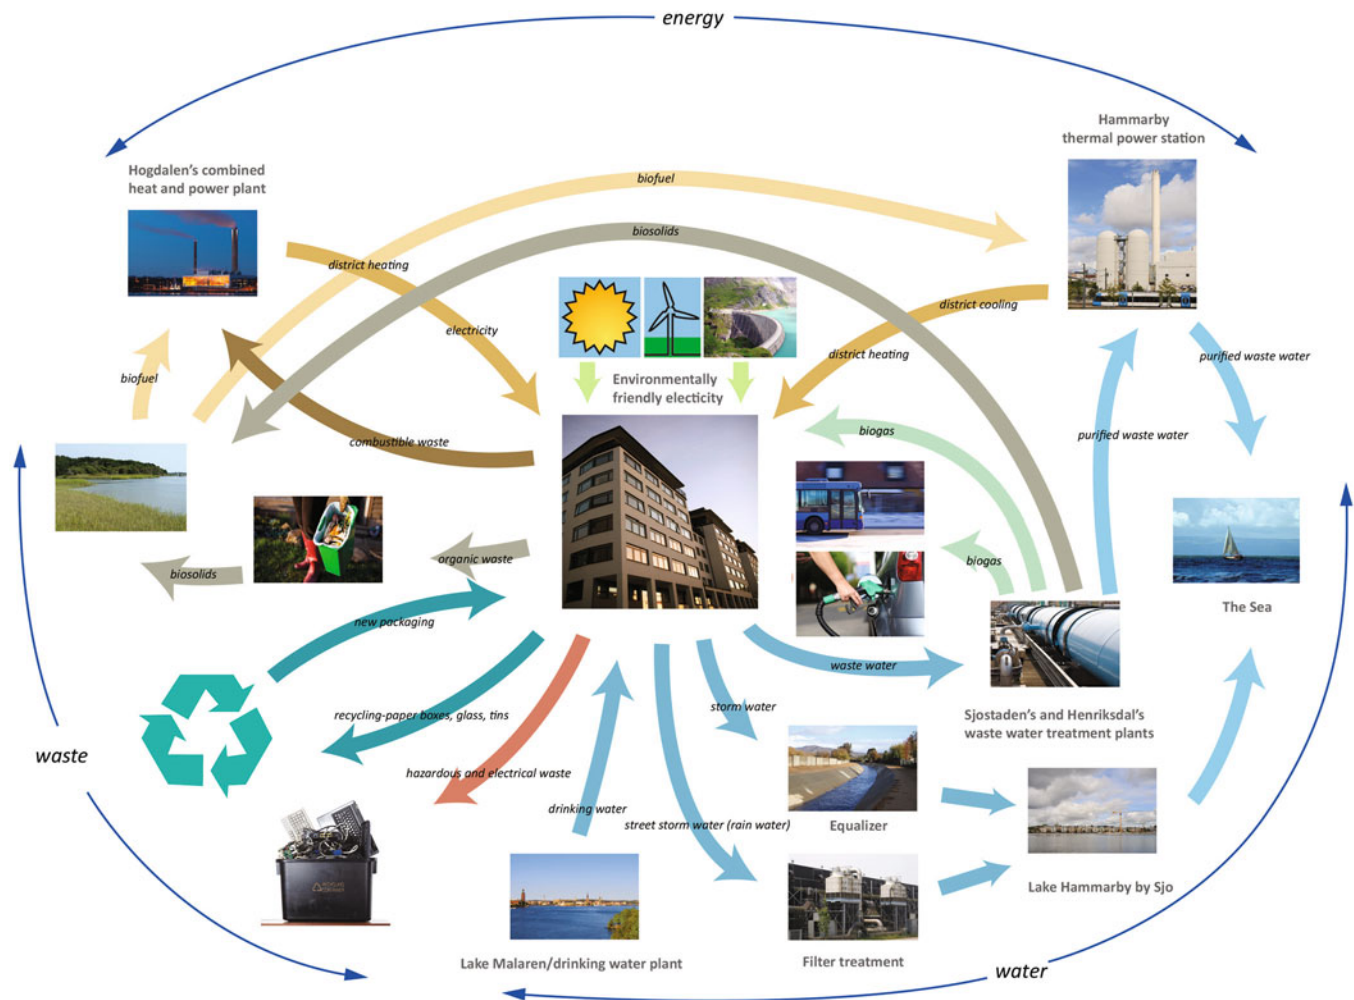 energy
Hammarby
thermal power station
Hogdalen's combined
heat and power plant
biofuel
biosolids
district heating
district cooling
electricity
district heating
purified waste water
biofuel
Environmentally
friendly electicity
combustible waste
biogas
purified waste water
organic waste
biosolids
biogas
The Sea
new packaging
waste water
recycling-paper boxes, glass, tins
storm water
Sjostaden's and Henriksdal's
waste water treatment plants
waste
hazardous and electrical waste
drinking water
street storm water (rain water)
Equalizer
Lake Hammarby by Sjo
Lake Malaren/drinking water plant
Filter treatment
water